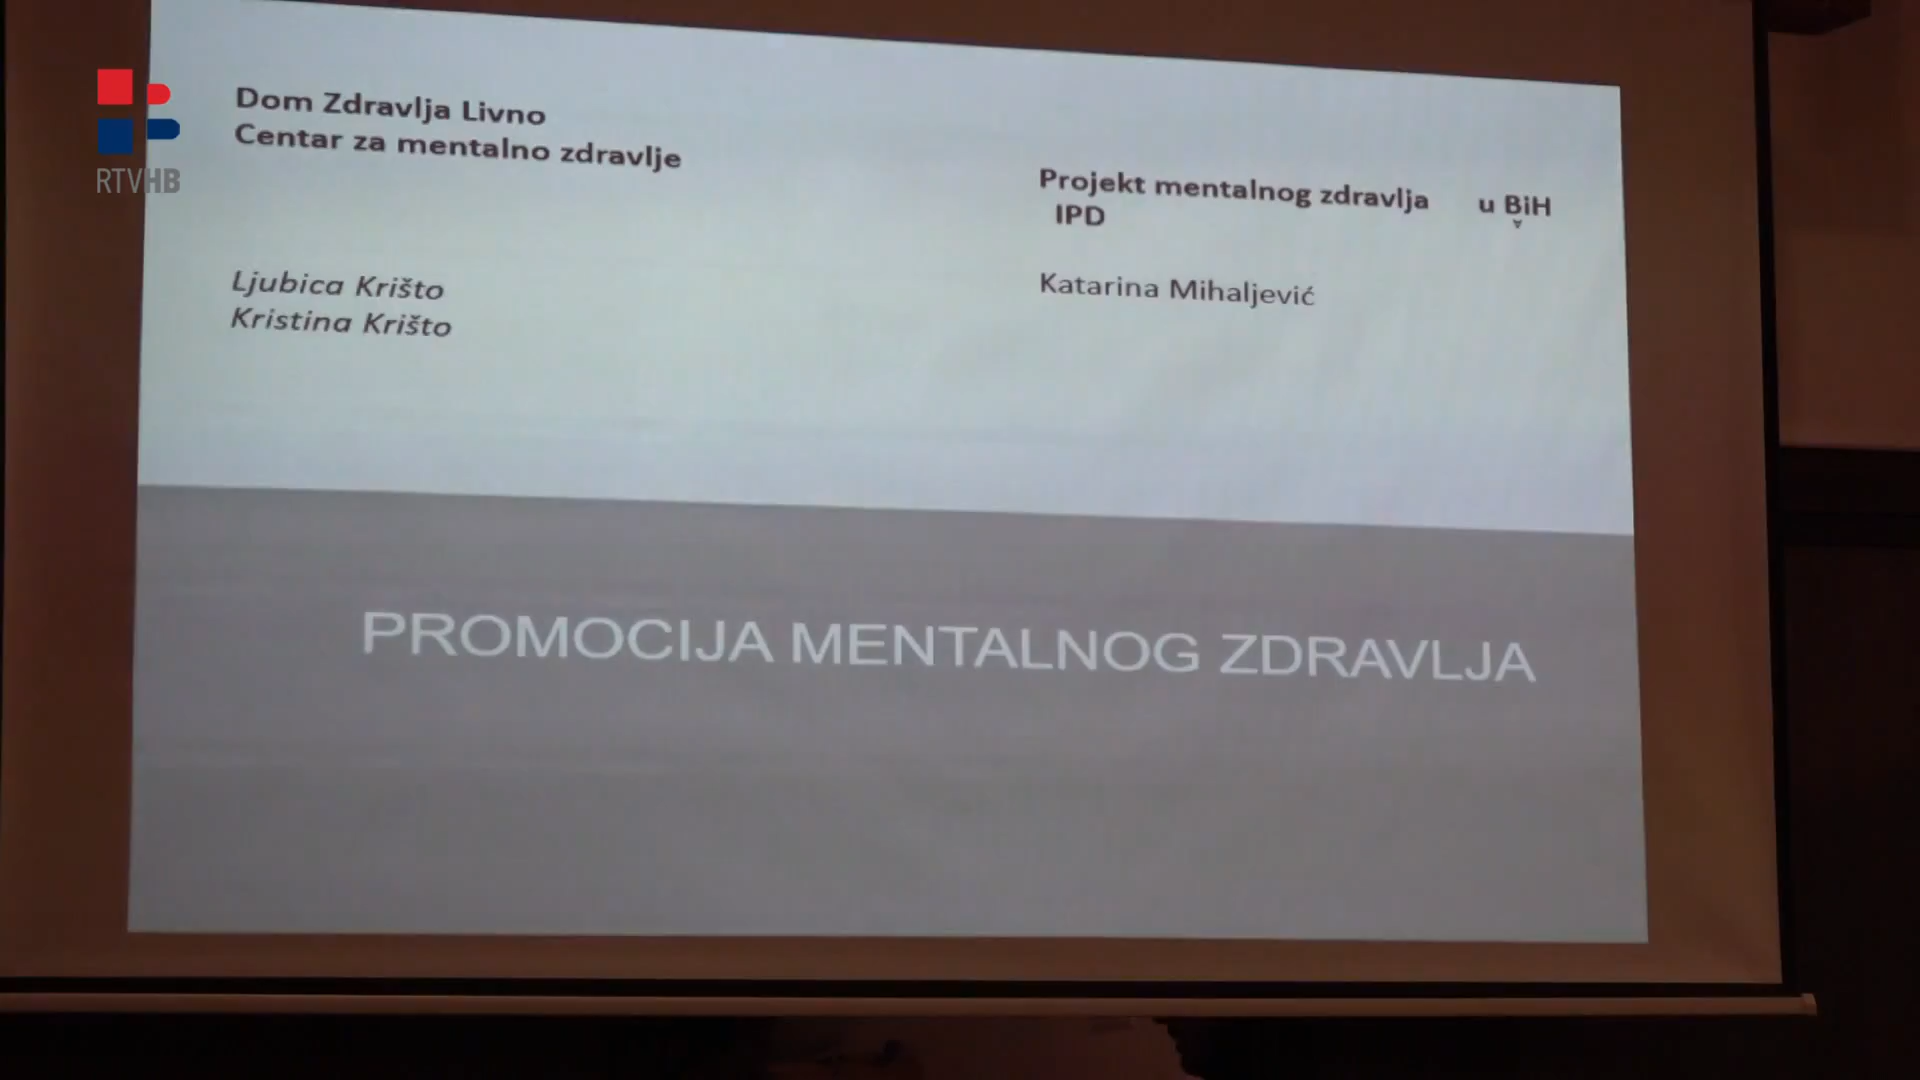 RTVHB
Dom Zdravlja Livno
Centar za mentalno zdravlje
Ljubica Krišto
Kristina Krišto
Projekt mentalnog zdravlja u BiH
IPD
Katarina Mihaljević
PROMOCIJA MENTALNOG ZDRAVLJA